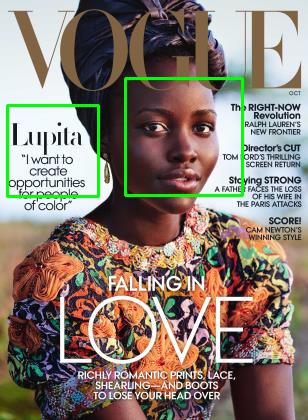 VOGUE
OCT
Lupita
"I want to
create
opportunities
for people
of color"
The RIGHT-NOW
Revolution
RALPH LAUREN'S
NEW FRONTIER
Director's CUT
TOM FORD'S THRILLING
SCREEN RETURN
Staying STRONG
A FATHER FACES THE LOSS
OF HIS WIFE IN
THE PARIS ATTACKS
SCORE!
CAM NEWTON'S
WINNING STYLE
FALLING IN
LOVE
RICHLY ROMANTIC PRINTS, LACE,
SHEARLING—AND BOOTS
TO LOSE YOUR HEAD OVER